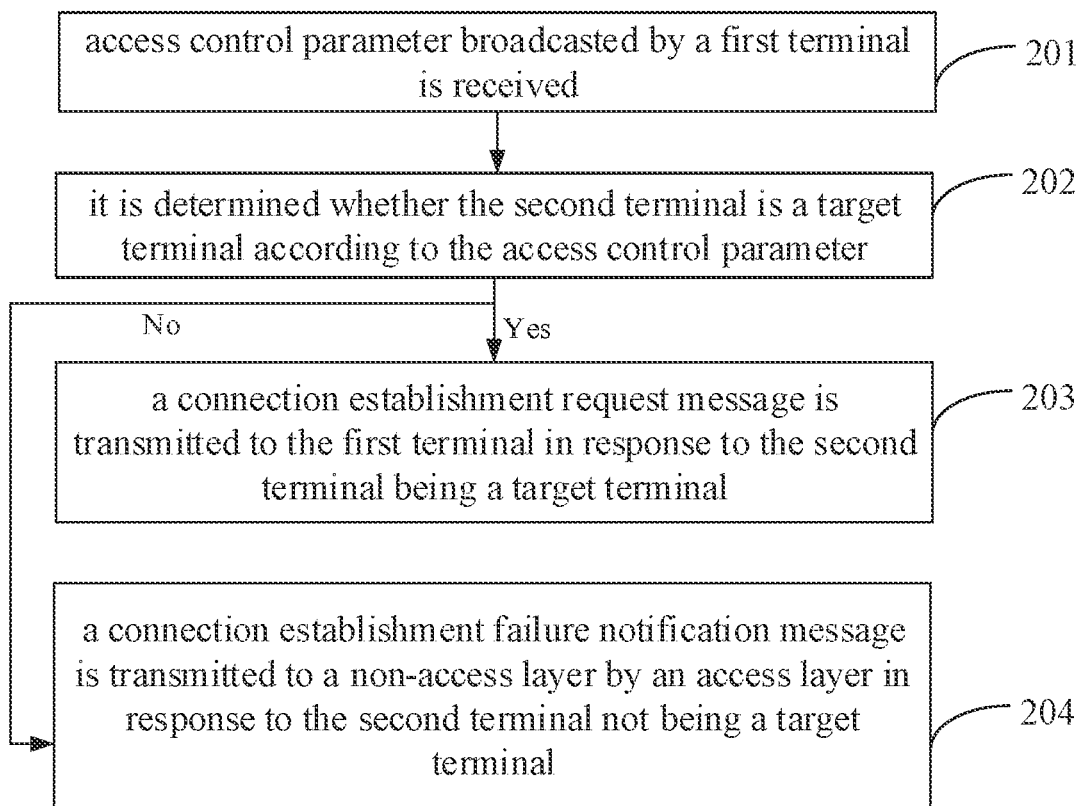 access control parameter broadcasted by a first terminal
is received
201
202
it is determined whether the second terminal is a target
terminal according to the access control parameter
No
Yes
a connection establishment request message is
transmitted to the first terminal in response to the second
terminal being a target terminal
203
a connection establishment failure notification message
is transmitted to a non-access layer by an access layer in
response to the second terminal not being a target
terminal
204